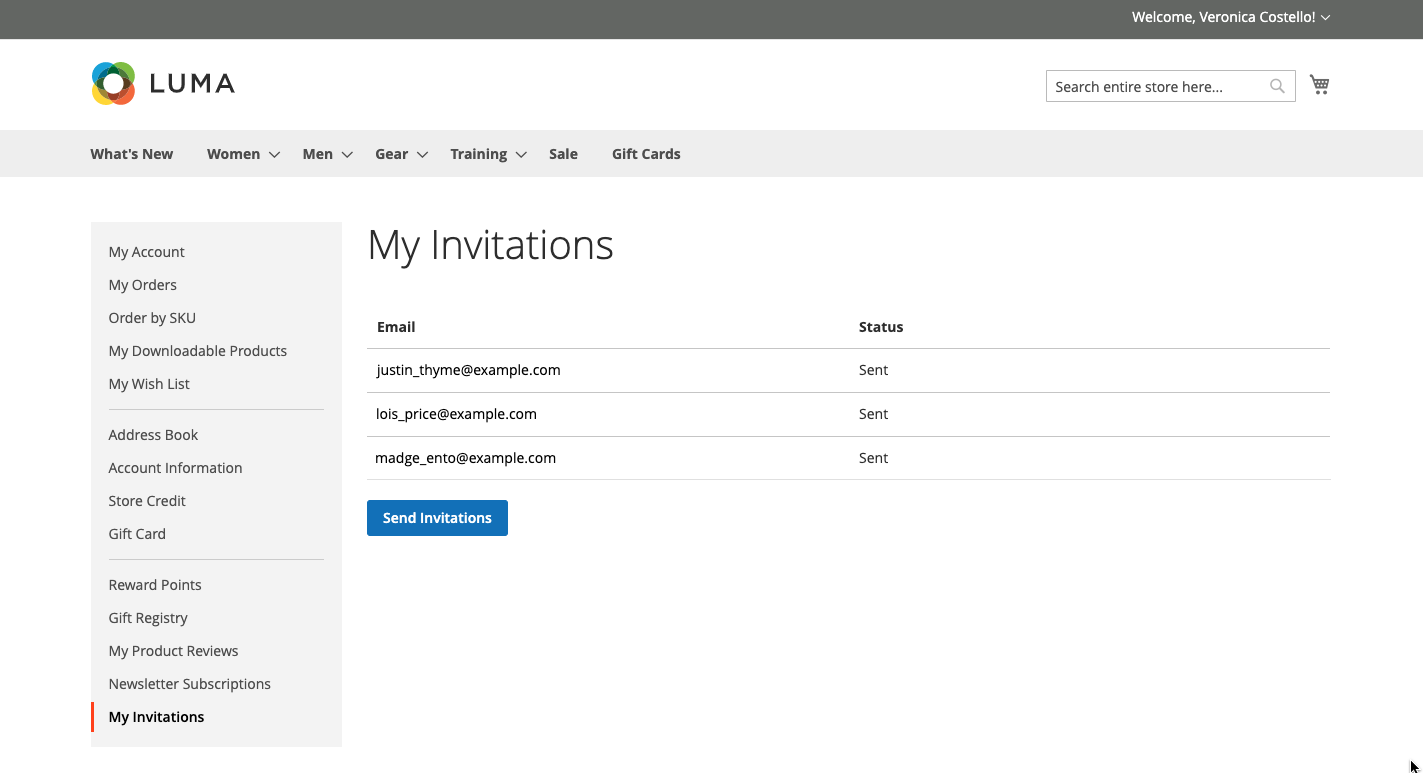 Welcome, Veronica Costello!
LUMA
Search entire store here...
What's New Women Men Gear Training Sale Gift Cards
My Account
My Orders
Order by SKU
My Downloadable Products
My Wish List
Address Book
Account Information
Store Credit
Gift Card
Reward Points
Gift Registry
My Product Reviews
Newsletter Subscriptions
My Invitations
My Invitations
Email Status
justin_thyme@example.com Sent
lois_price@example.com Sent
madge_ento@example.com Sent
Send Invitations